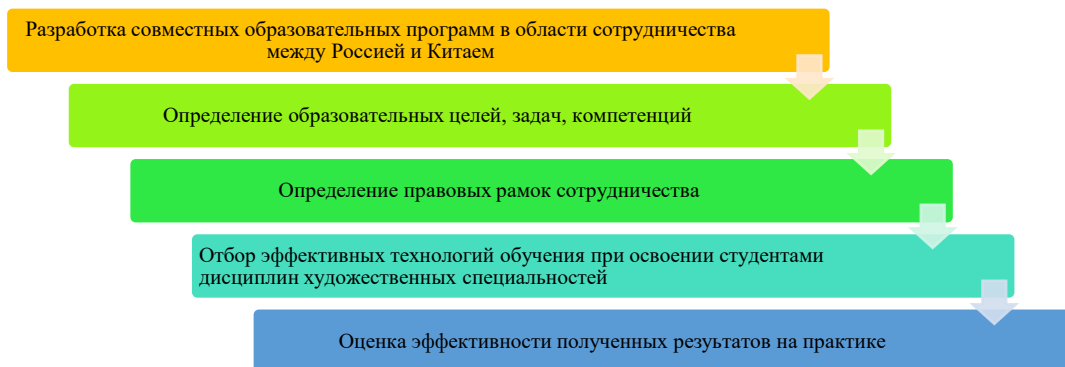 Разработка совместных образовательных программ в области сотрудничества
между Россией и Китаем
Определение образовательных целей, задач, компетенций
Определение правовых рамок сотрудничества
Отбор эффективных технологий обучения при освоении студентами
дисциплин художественных специальностей
Оценка эффективности полученных результатов на практике